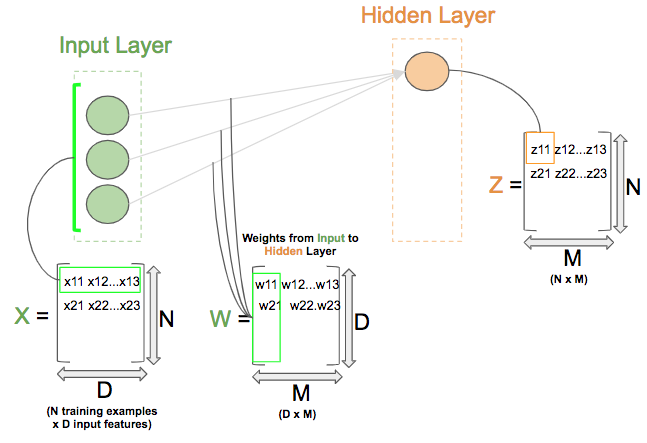 Hidden Layer
Input Layer
z11 z12...z13
z21 z22...z23
Z =
N
M
(N x M)
Weights from Input to
Hidden Layer
x11 x12...x13
x21 x22...x23
X =
N
D
(N training examples
x D input features)
w11 w12...w13
w21 w22.w23
W =
D
M
(D x M)